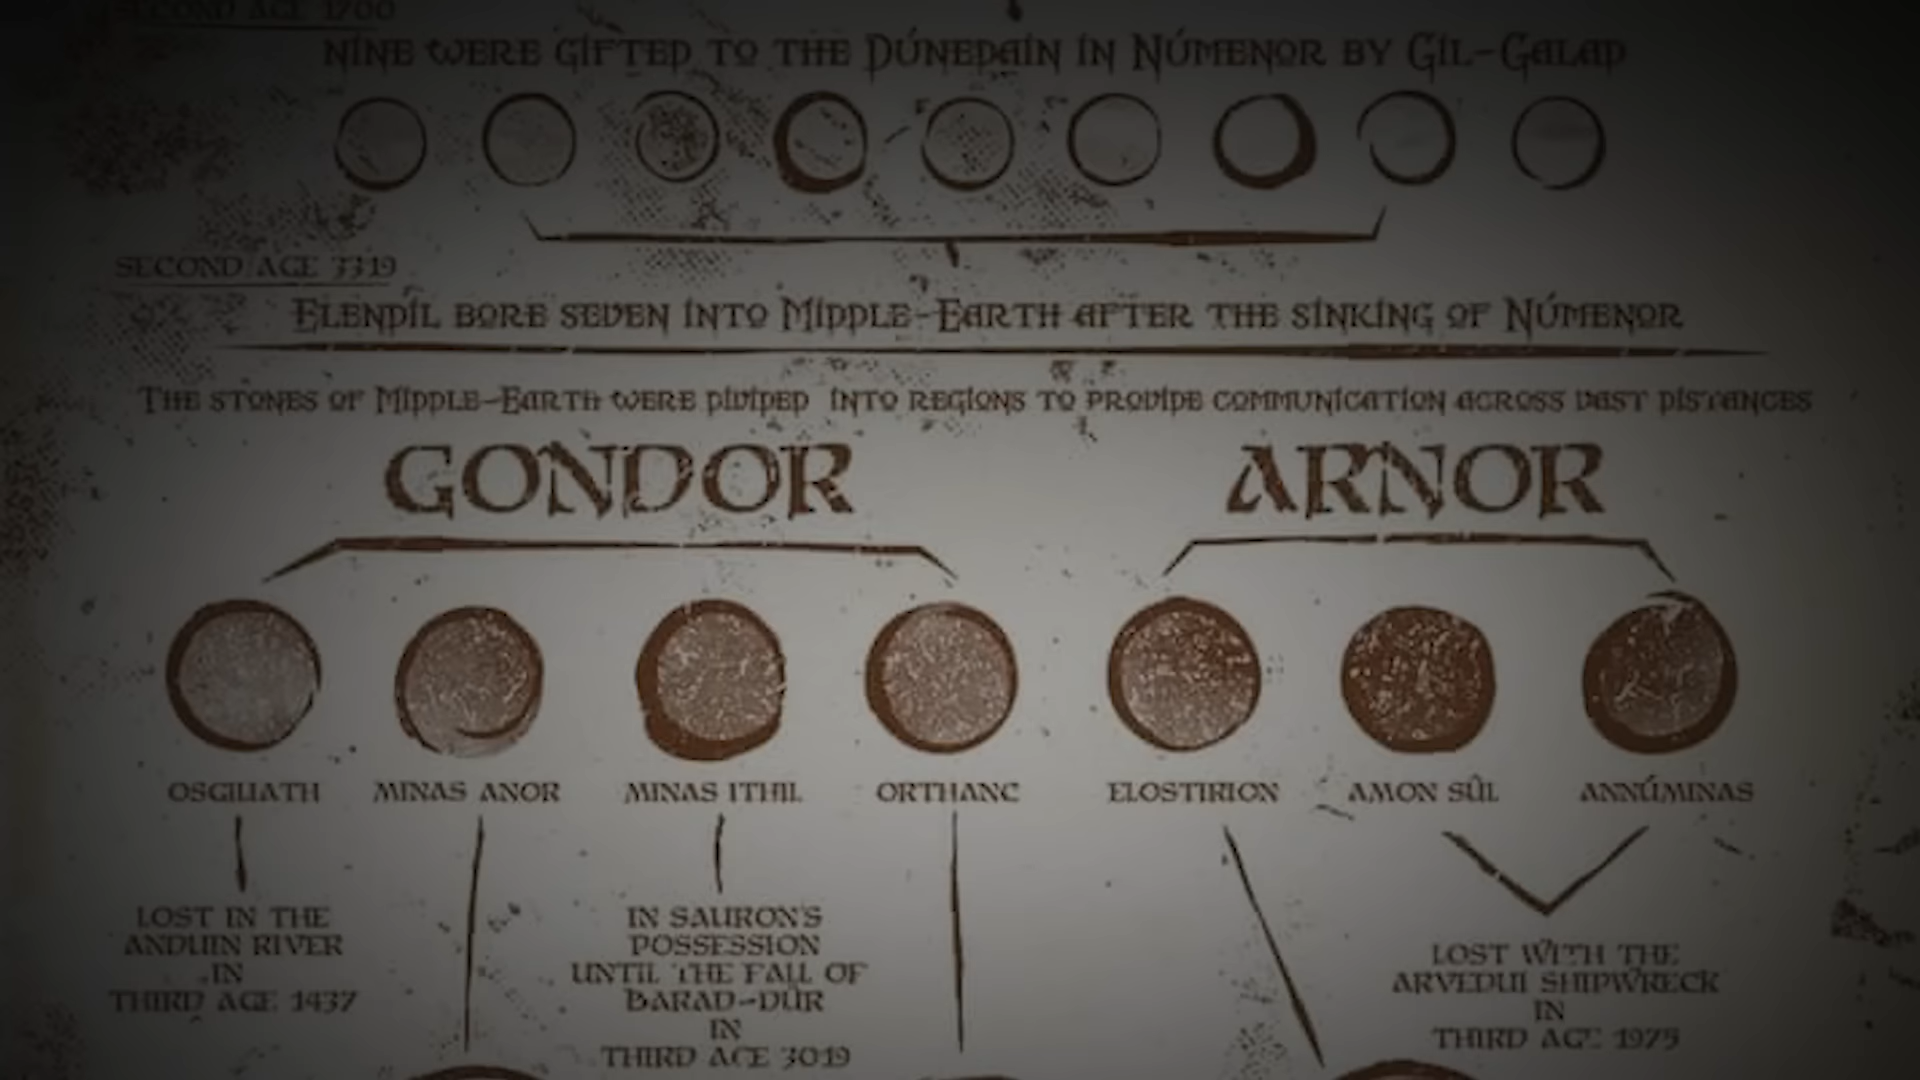 SECOND AGE 1700
NINE WERE GIFTED TO THE DÚNEDAIN IN NÚMENOR BY GIL-GALAD
SECOND AGE 3319
ELENDIL BORE SEVEN INTO MIDDLE-EARTH AFTER THE SINKING OF NÚMENOR
THE STONES OF MIDDLE-EARTH WERE DIVIDED INTO REGIONS TO PROVIDE COMMUNICATION ACROSS VAST DISTANCES
GONDOR ARNOR
OSGILIATH MINAS ANOR MINAS ITHIL ORTHANC ELOSTIRION AMON SÛL ANNÚMINAS
LOST IN THE
ANDUIN RIVER
IN
THIRD AGE 1437
IN SAURON'S
POSSESSION
UNTIL THE FALL OF
BARAD-DÛR
IN
THIRD AGE 3019
LOST WITH THE
ARVEDUI SHIPWRECK
IN
THIRD AGE 1975